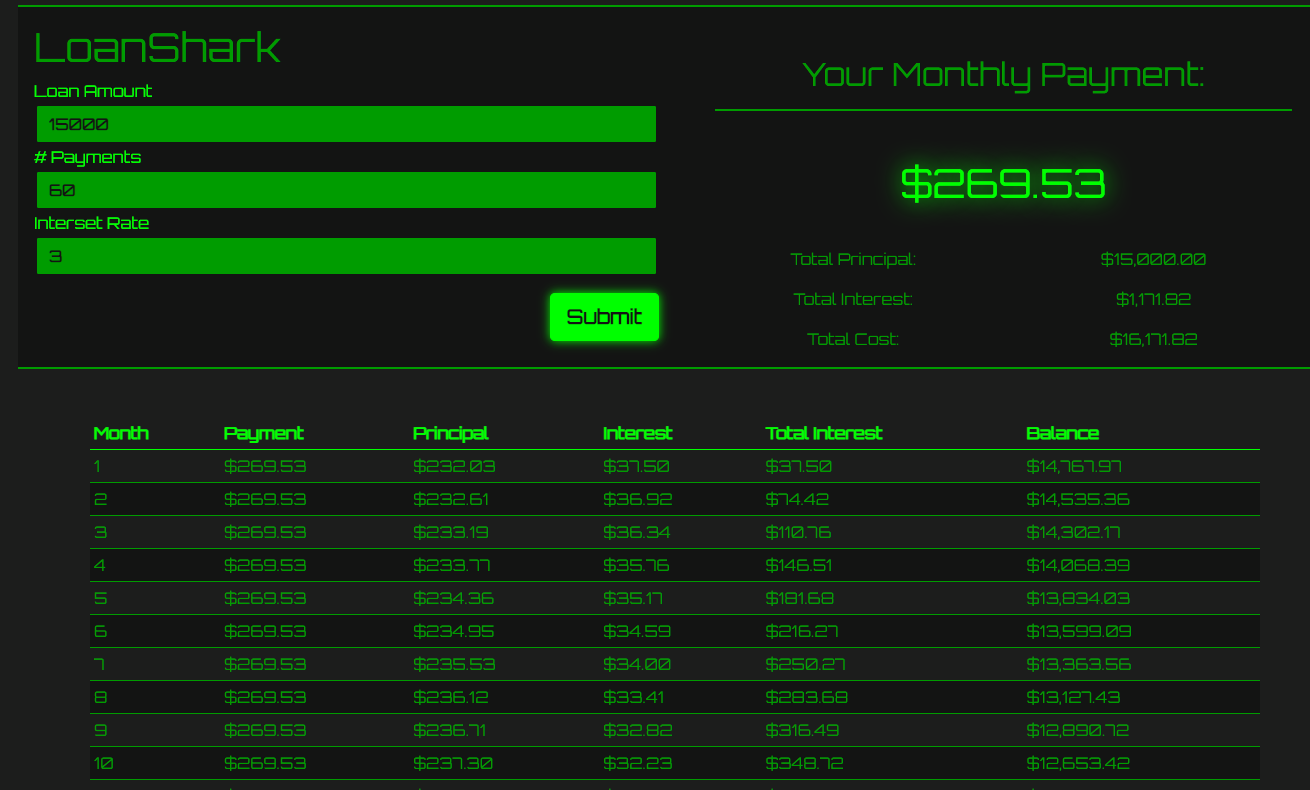 LoanShark
Loan Amount
15000
# Payments
60
Interset Rate
3
Submit
Your Monthly Payment:
$269.53
Total Principal: $15,000.00
Total Interest: $1,171.82
Total Cost: $16,171.82
Month Payment Principal Interest Total Interest Balance
1 $269.53 $232.03 $37.50 $37.50 $14,767.97
2 $269.53 $232.61 $36.92 $74.42 $14,535.36
3 $269.53 $233.19 $36.34 $110.76 $14,302.17
4 $269.53 $233.77 $35.76 $146.51 $14,068.39
5 $269.53 $234.36 $35.17 $181.68 $13,834.03
6 $269.53 $234.95 $34.59 $216.27 $13,599.09
7 $269.53 $235.53 $34.00 $250.27 $13,363.56
8 $269.53 $236.12 $33.41 $283.68 $13,127.43
9 $269.53 $236.71 $32.82 $316.49 $12,890.72
10 $269.53 $237.30 $32.23 $348.72 $12,653.42